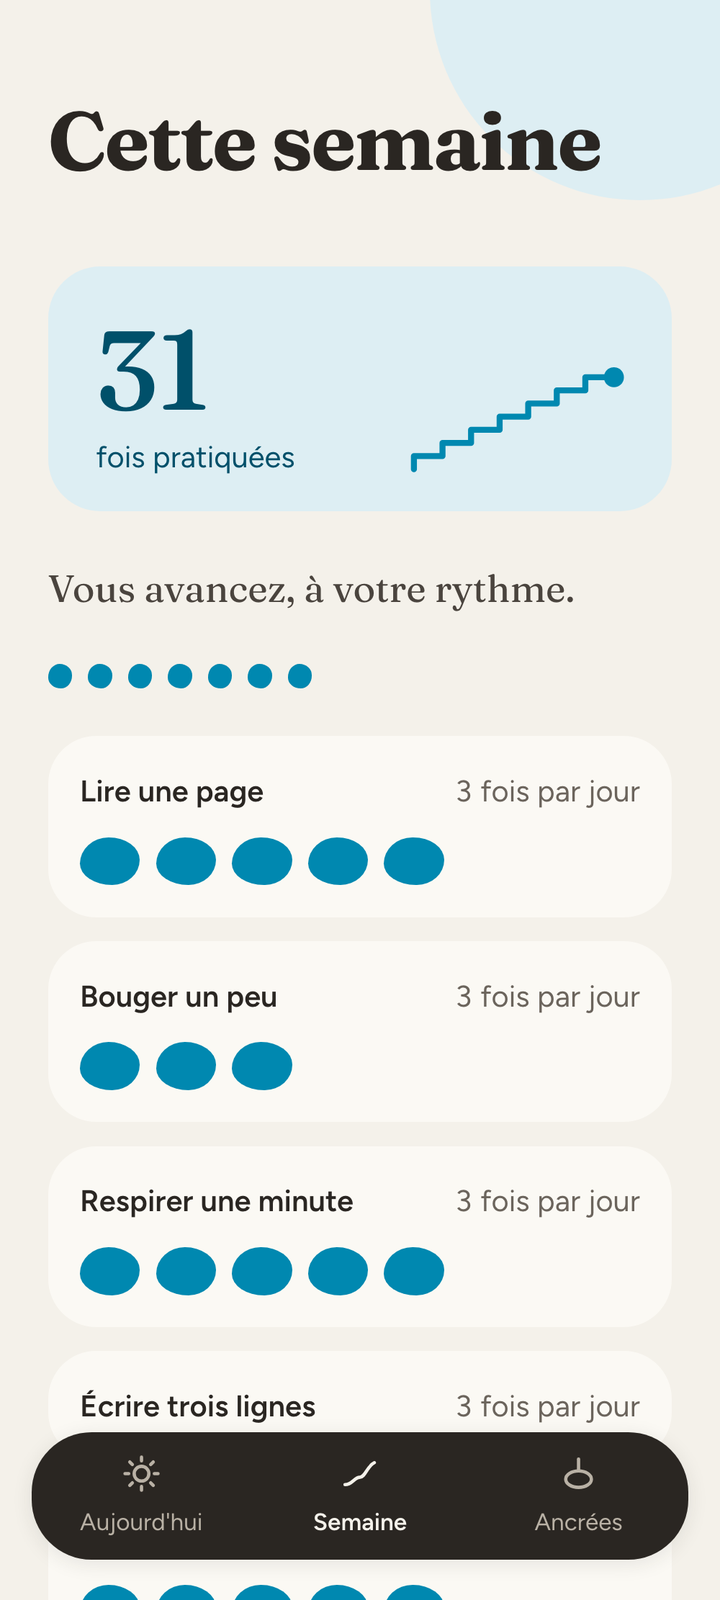 Cette semaine
31
fois pratiquées
Vous avancez, à votre rythme.
Lire une page
3 fois par jour
Bouger un peu
3 fois par jour
Respirer une minute
3 fois par jour
Écrire trois lignes
3 fois par jour
Aujourd'hui
Semaine
Ancrées